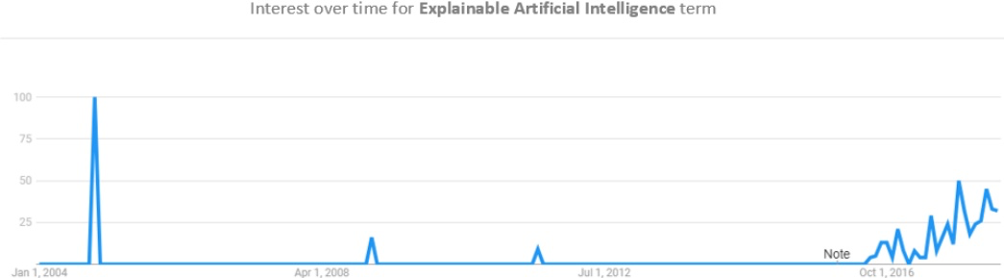 Interest over time for Explainable Artificial Intelligence term
100
75
50
25
Note
Jan 1, 2004
Apr 1, 2008
Jul 1, 2012
Oct 1, 2016